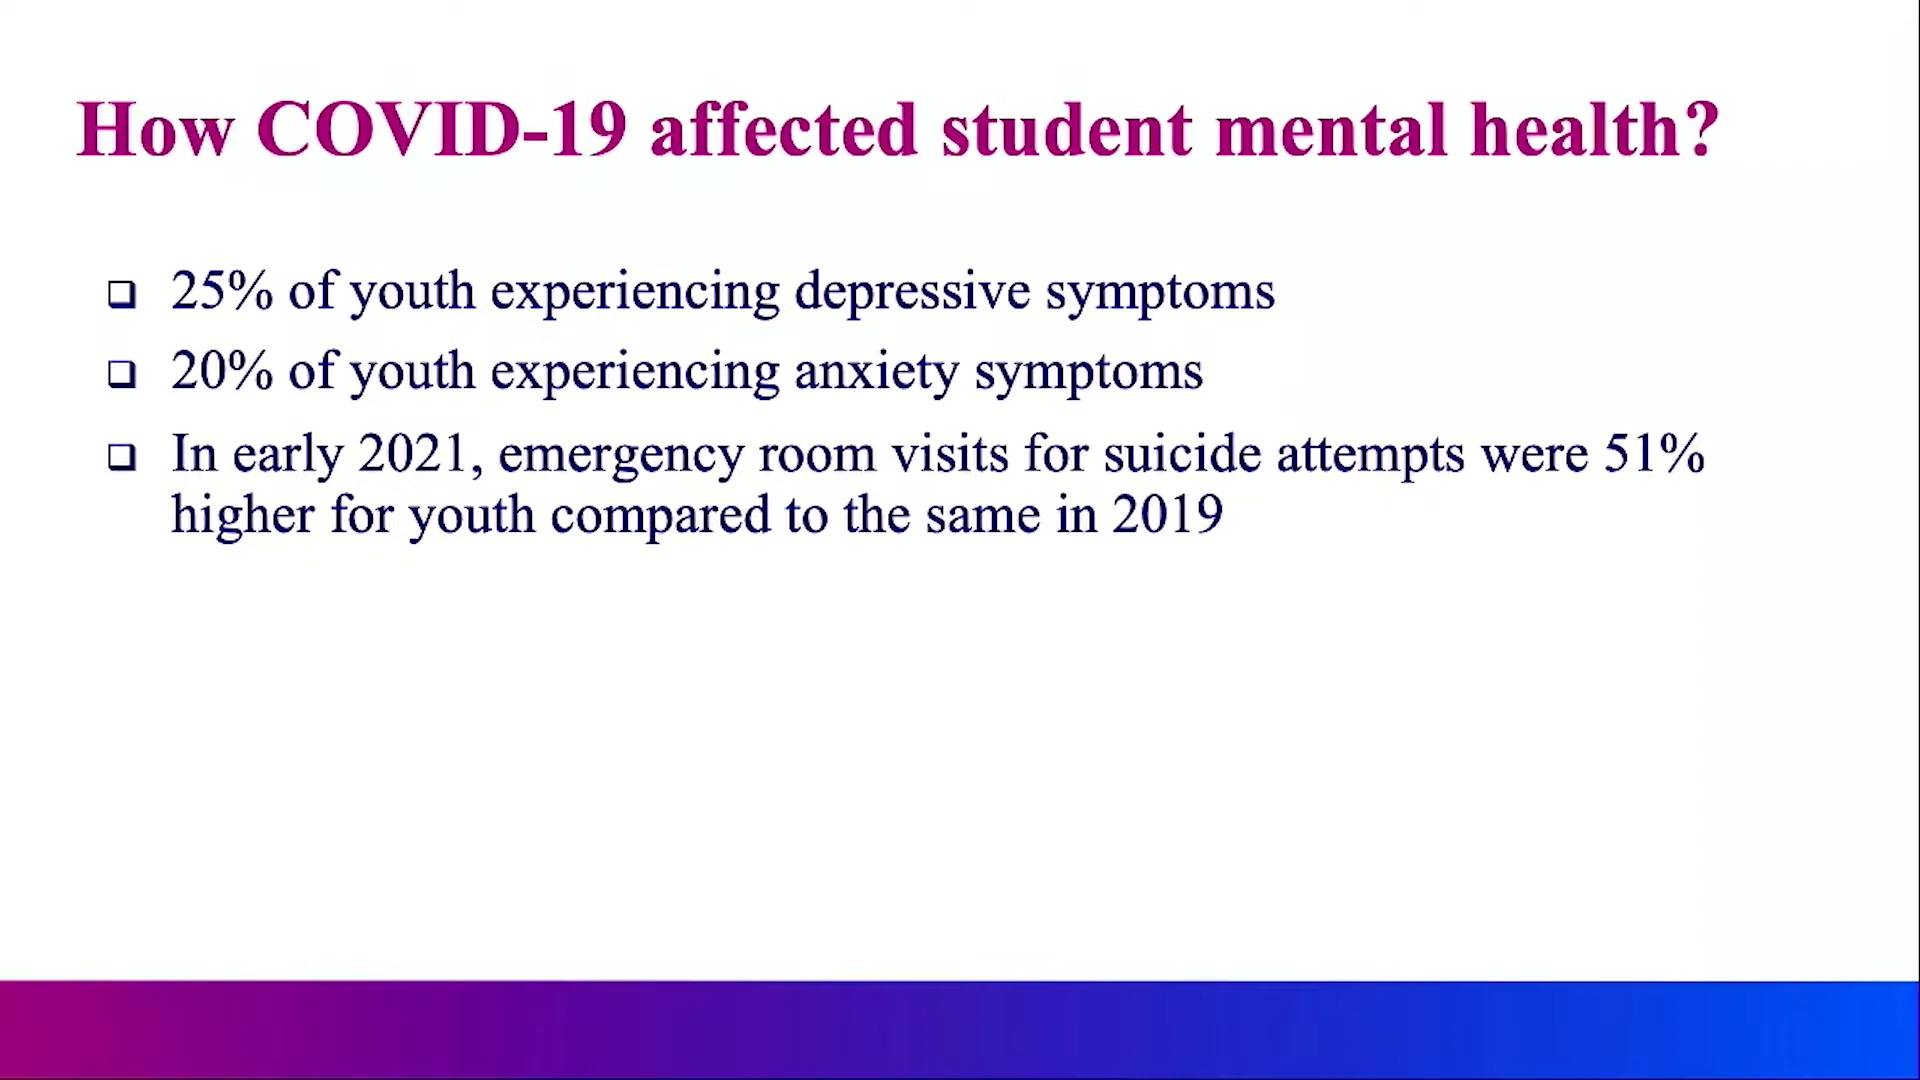 How COVID-19 affected student mental health?
25% of youth experiencing depressive symptoms
20% of youth experiencing anxiety symptoms
In early 2021, emergency room visits for suicide attempts were 51%
higher for youth compared to the same in 2019